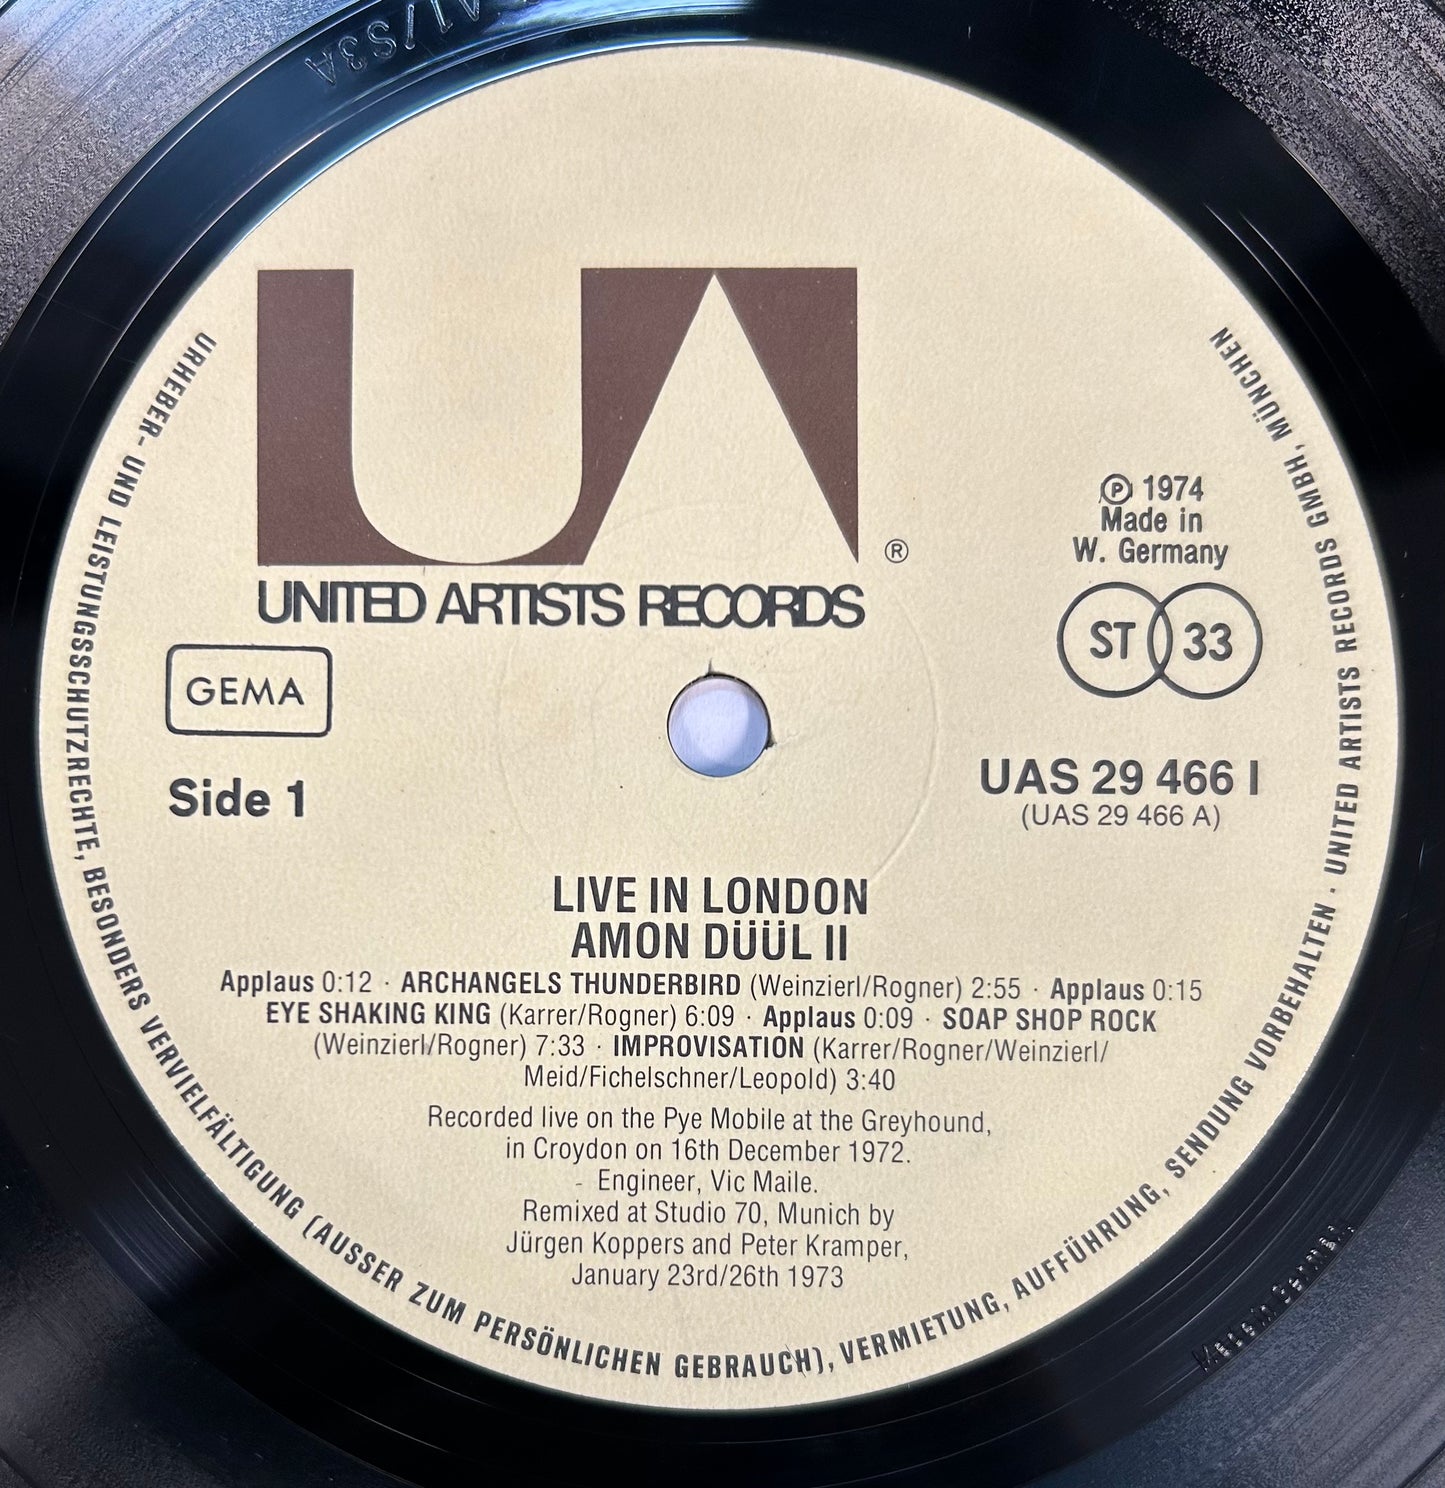 A1/S3A
UA
®
UNITED ARTISTS RECORDS
Ⓟ 1974
Made in
W. Germany
ST 33
GEMA
Side 1
UAS 29 466 I
(UAS 29 466 A)
LIVE IN LONDON
AMON DÜÜL II
Applaus 0:12 · ARCHANGELS THUNDERBIRD (Weinzierl/Rogner) 2:55 · Applaus 0:15
EYE SHAKING KING (Karrer/Rogner) 6:09 · Applaus 0:09 · SOAP SHOP ROCK
(Weinzierl/Rogner) 7:33 · IMPROVISATION (Karrer/Rogner/Weinzierl/
Meid/Fichelschner/Leopold) 3:40
Recorded live on the Pye Mobile at the Greyhound,
in Croydon on 16th December 1972.
- Engineer, Vic Maile.
Remixed at Studio 70, Munich by
Jürgen Koppers and Peter Kramper,
January 23rd/26th 1973
URHEBER- UND LEISTUNGSSCHUTZRECHTE, BESONDERS VERVIELFÄLTIGUNG (AUSSER ZUM PERSÖNLICHEN GEBRAUCH), VERMIETUNG, AUFFÜHRUNG, SENDUNG VORBEHALTEN · UNITED ARTISTS RECORDS GMBH, MÜNCHEN
Made in Germany